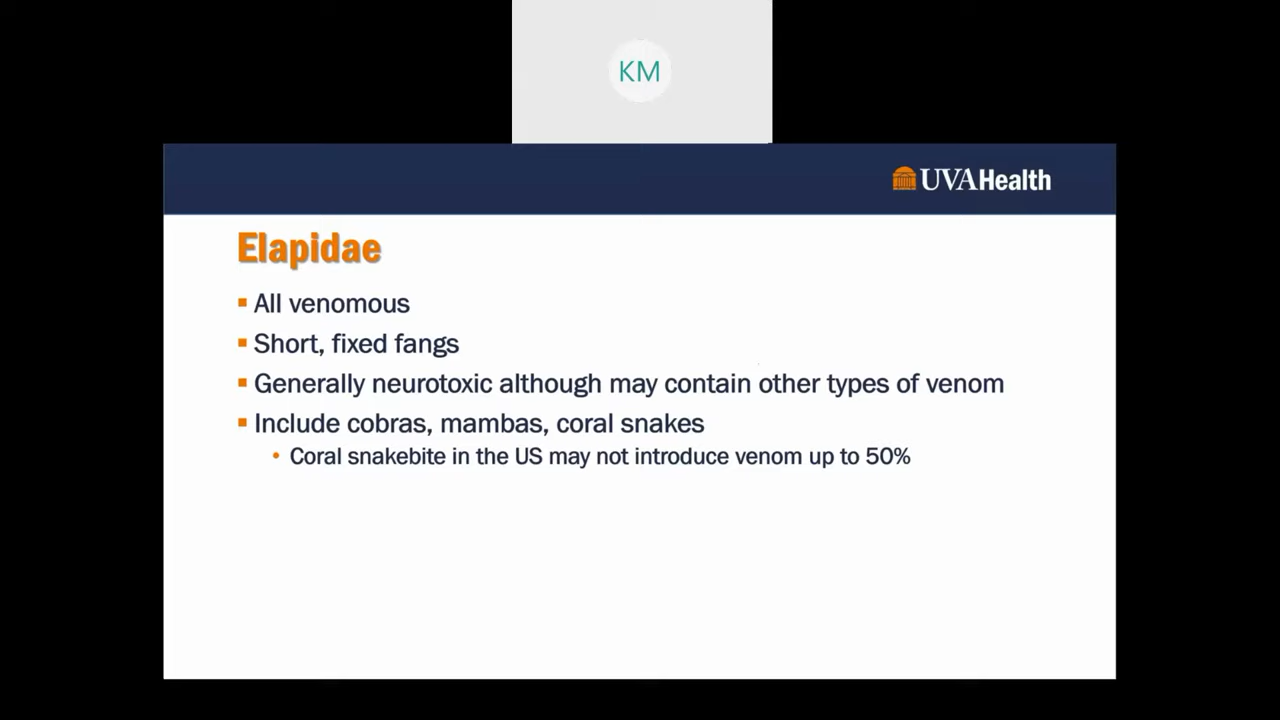 KM
UVAHealth
Elapidae
▪ All venomous
▪ Short, fixed fangs
▪ Generally neurotoxic although may contain other types of venom
▪ Include cobras, mambas, coral snakes
• Coral snakebite in the US may not introduce venom up to 50%